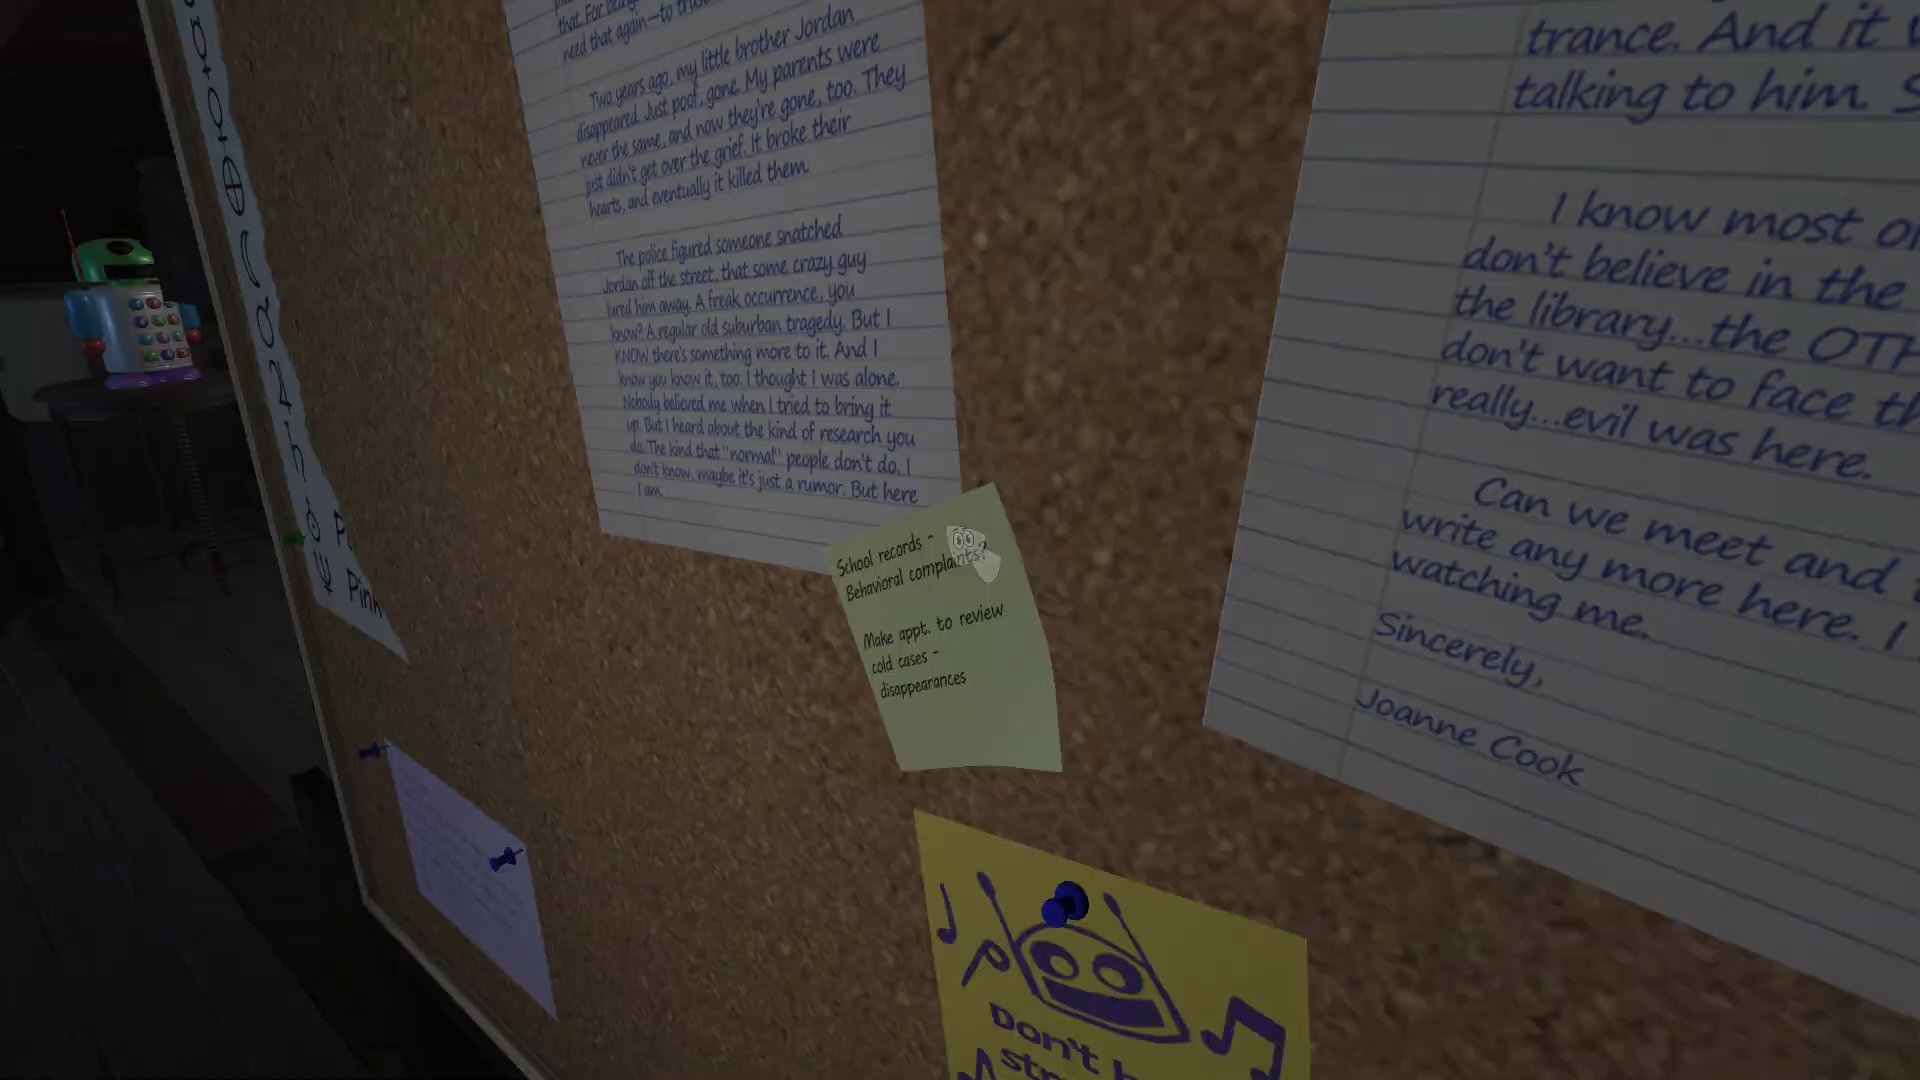 that. For being
need that again—to trust
Two years ago, my little brother Jordan
disappeared. Just poof, gone. My parents were
never the same, and now they're gone, too. They
just didn't get over the grief. It broke their
hearts, and eventually it killed them.
The police figured someone snatched
Jordan off the street, that some crazy guy
lured him away. A freak occurrence, you
know? A regular old suburban tragedy. But I
KNOW there's something more to it. And I
know you know it, too. I thought I was alone.
Nobody believed me when I tried to bring it
up. But I heard about the kind of research you
do. The kind that "normal" people don't do. I
don't know, maybe it's just a rumor. But here
I am.
School records -
Behavioral complaints?
Make appt. to review
cold cases -
disappearances
trance. And it
talking to him.
I know most
don't believe in the
the library...the
don't want to face
really...evil was here.
Can we meet and
write any more here. I
watching me.
Sincerely,
Joanne Cook
Pink
Don't